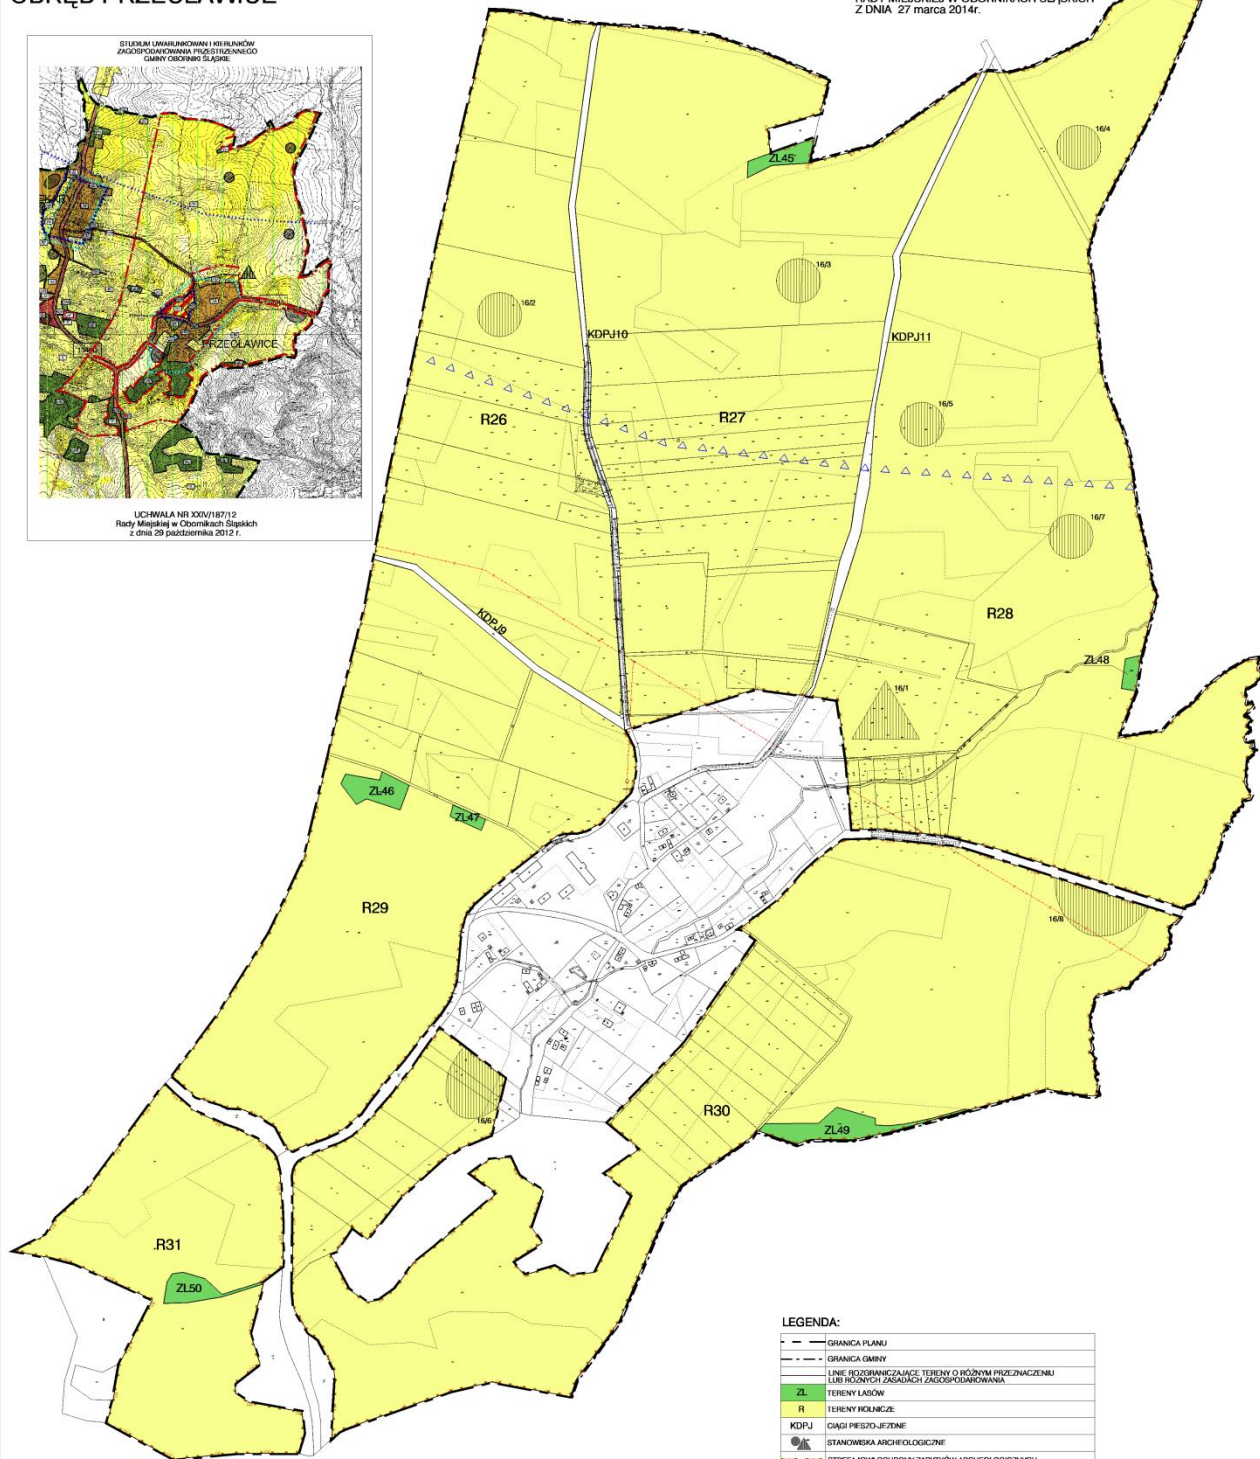 STUDIUM UWARUNKOWAŃ I KIERUNKÓW
ZAGOSPODAROWANIA PRZESTRZENNEGO
GMINY OBORNIKI ŚLĄSKIE
PRZECŁAWICE
UCHWAŁA NR XXIV/187/12
Rady Miejskiej w Obornikach Śląskich
z dnia 29 października 2012 r.
Z DNIA 27 marca 2014r.
16/4
ZL45
16/3
16/2
KDPJ10
KDPJ11
16/5
R26
R27
16/7
R28
KDPJ9
ZL48
16/1
ZL46
ZL47
R29
16/8
R30
16/6
ZL49
R31
ZL50
LEGENDA:
GRANICA PLANU
GRANICA GMINY
LINIE ROZGRANICZAJĄCE TERENY O RÓŻNYM PRZEZNACZENIU
LUB RÓŻNYCH ZASADACH ZAGOSPODAROWANIA
ZL TERENY LASÓW
R TERENY ROLNICZE
KDPJ CIĄGI PIESZO-JEZDNE
STANOWISKA ARCHEOLOGICZNE